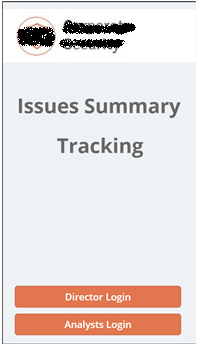 Issues Summary
Tracking
Director Login
Analysts Login